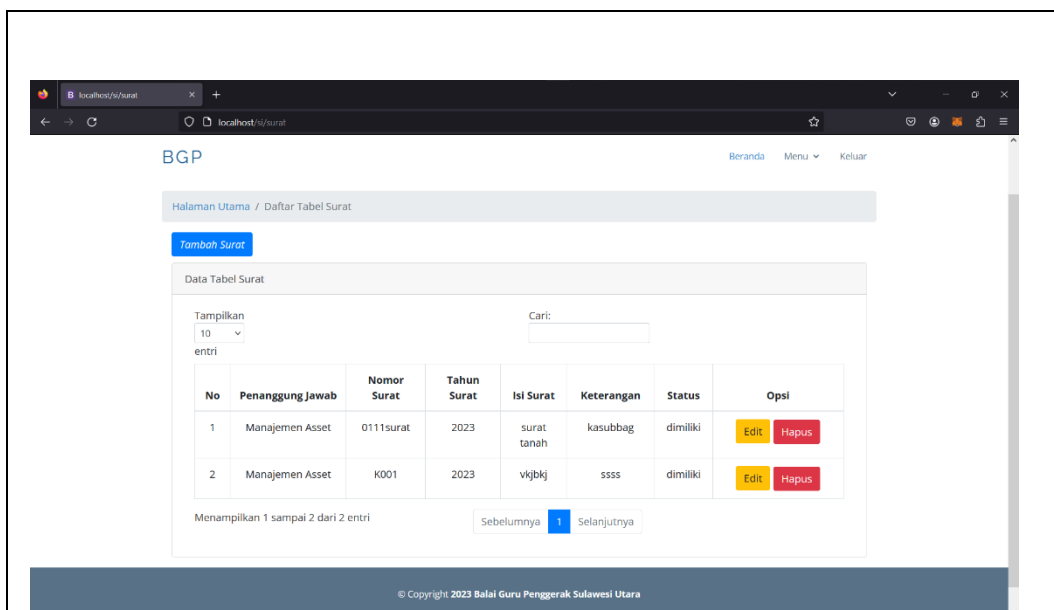 localhost/si/surat
localhost/si/surat
BGP
Beranda Menu Keluar
Halaman Utama / Daftar Tabel Surat
Tambah Surat
Data Tabel Surat
Tampilkan
10
entri
Cari:
No Penanggung Jawab Nomor Surat Tahun Surat Isi Surat Keterangan Status Opsi
1 Manajemen Asset 0111surat 2023 surat tanah kasubbag dimiliki Edit Hapus
2 Manajemen Asset K001 2023 vkjbkj ssss dimiliki Edit Hapus
Menampilkan 1 sampai 2 dari 2 entri
Sebelumnya 1 Selanjutnya
© Copyright 2023 Balai Guru Penggerak Sulawesi Utara